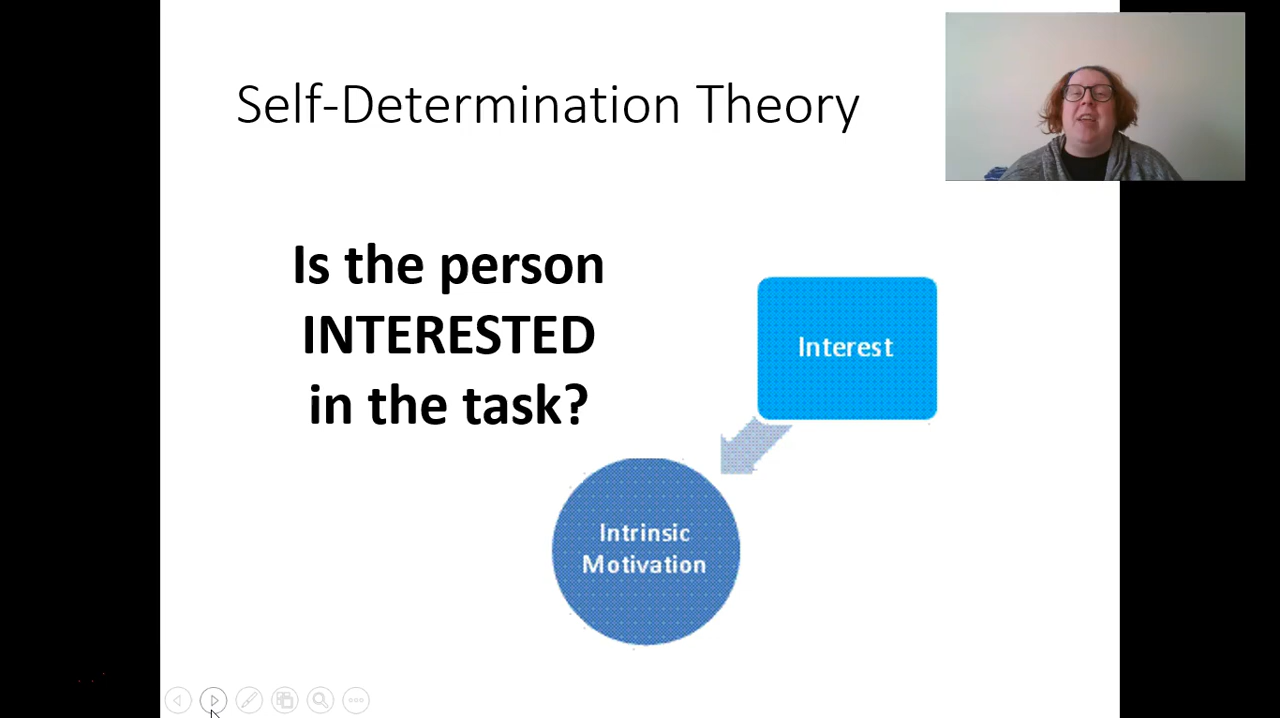 Self-Determination Theory
Is the person
INTERESTED
in the task?
Interest
Intrinsic
Motivation